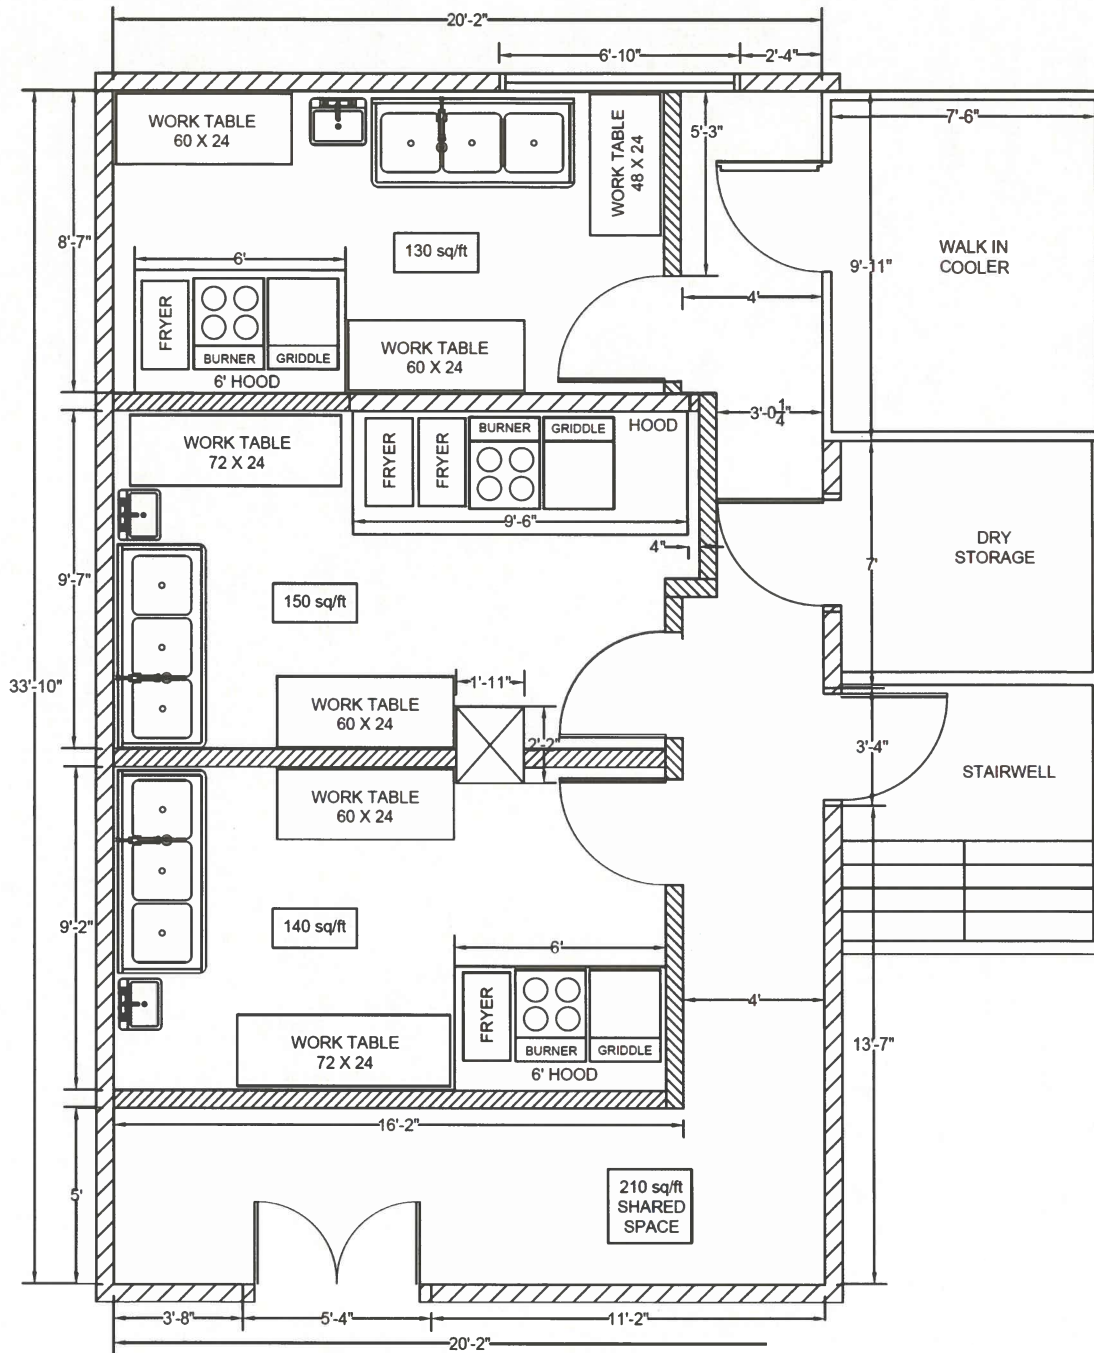 20'-2"
6'-10"
2'-4"
WORK TABLE
60 X 24
WORK TABLE
48 X 24
5'-3"
7'-6"
8'-7"
130 sq/ft
WALK IN
COOLER
9'-11"
6'
4'
FRYER
BURNER
GRIDDLE
6' HOOD
WORK TABLE
60 X 24
3'-0 1/4"
WORK TABLE
72 X 24
FRYER
FRYER
BURNER
GRIDDLE
HOOD
9'-6"
4"
DRY
STORAGE
7'
9'-7"
150 sq/ft
33'-10"
1'-11"
WORK TABLE
60 X 24
2'-2"
3'-4"
STAIRWELL
WORK TABLE
60 X 24
9'-2"
140 sq/ft
6'
4'
FRYER
BURNER
GRIDDLE
6' HOOD
WORK TABLE
72 X 24
13'-7"
16'-2"
5'
210 sq/ft
SHARED
SPACE
3'-8"
5'-4"
11'-2"
20'-2"